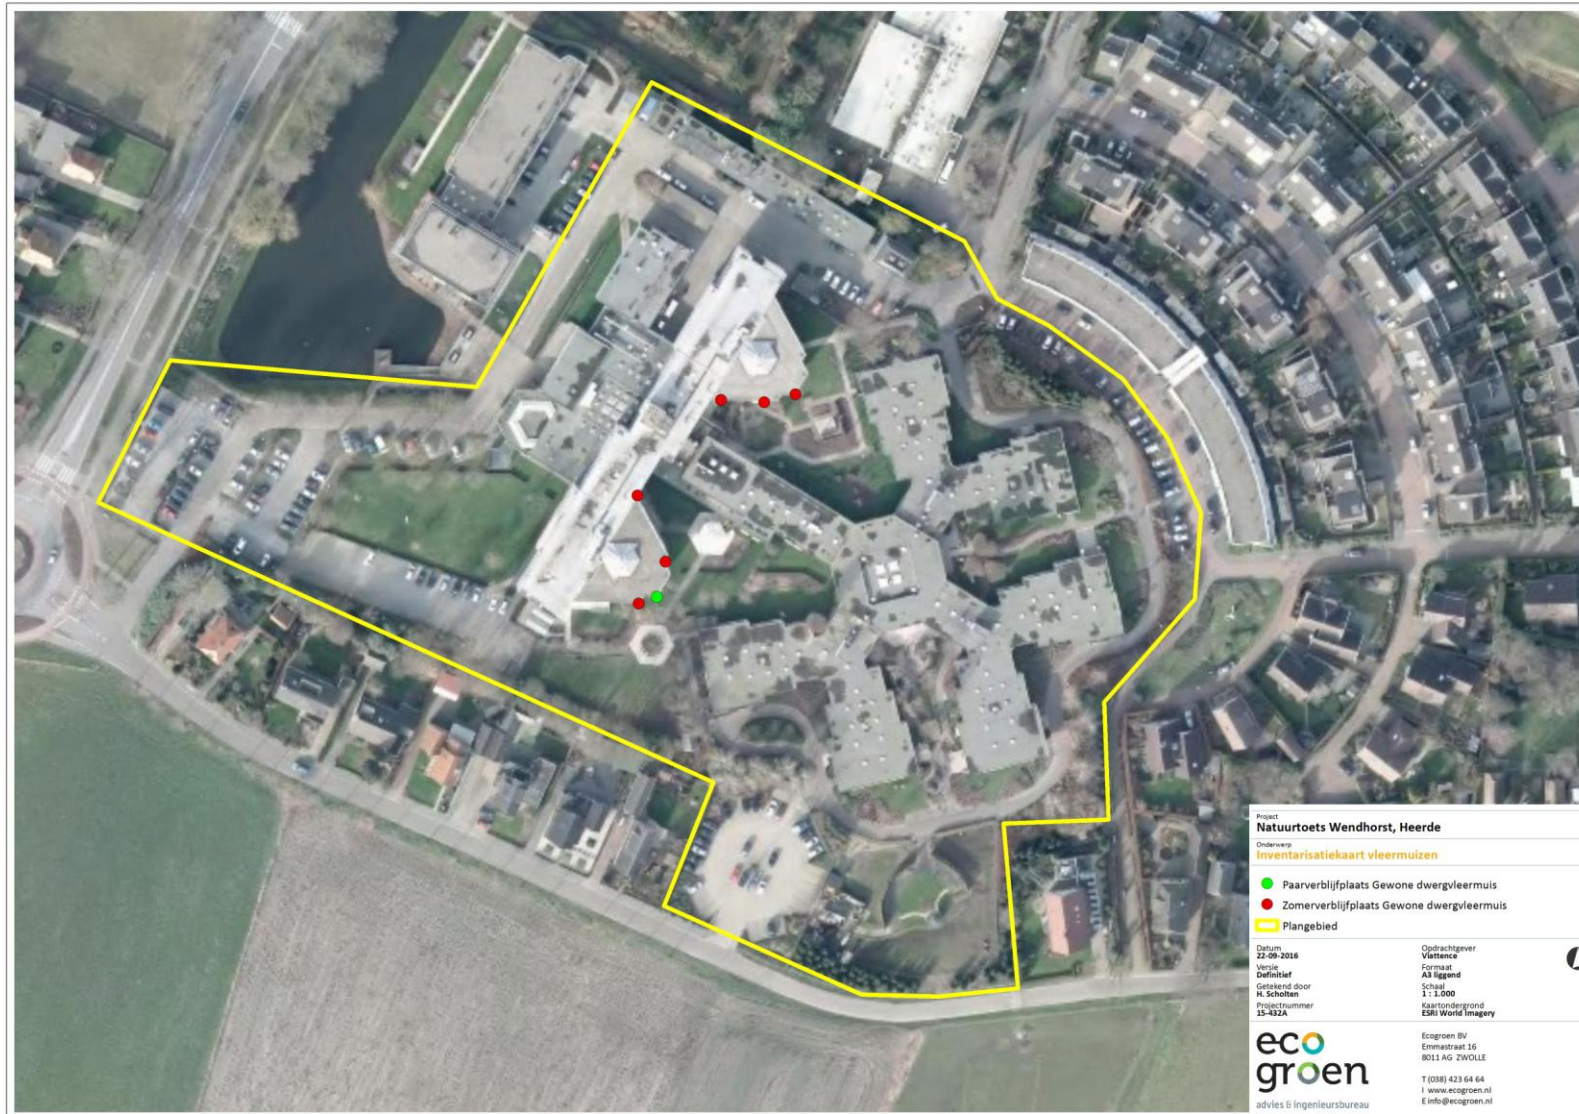 Project
Natuurtoets Wendhorst, Heerde
Onderwerp
Inventarisatiekaart vleermuizen
Paarverblijfplaats Gewone dwergvleermuis
Zomerverblijfplaats Gewone dwergvleermuis
Plangebied
Datum
22-09-2016
Versie
Definitief
Getekend door
H. Scholten
Projectnummer
15-432A
Opdrachtgever
Viattence
Formaat
A3 liggend
Schaal
1 : 1.000
Kaartondergrond
ESRI World Imagery
eco
groen
advies & ingenieursbureau
Ecogroen BV
Emmastraat 16
8011 AG ZWOLLE
T (038) 423 64 64
I www.ecogroen.nl
E info@ecogroen.nl